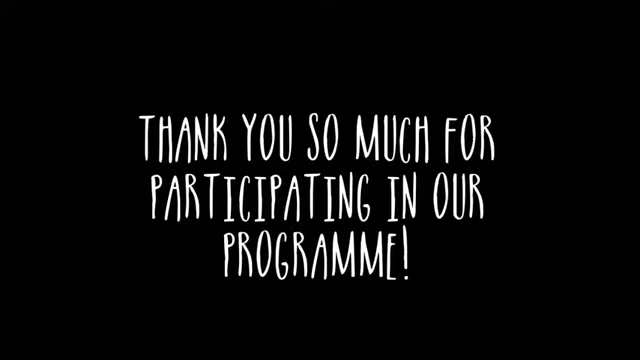 THANK YOU SO MUCH FOR
PARTICIPATING IN OUR
PROGRAMME!